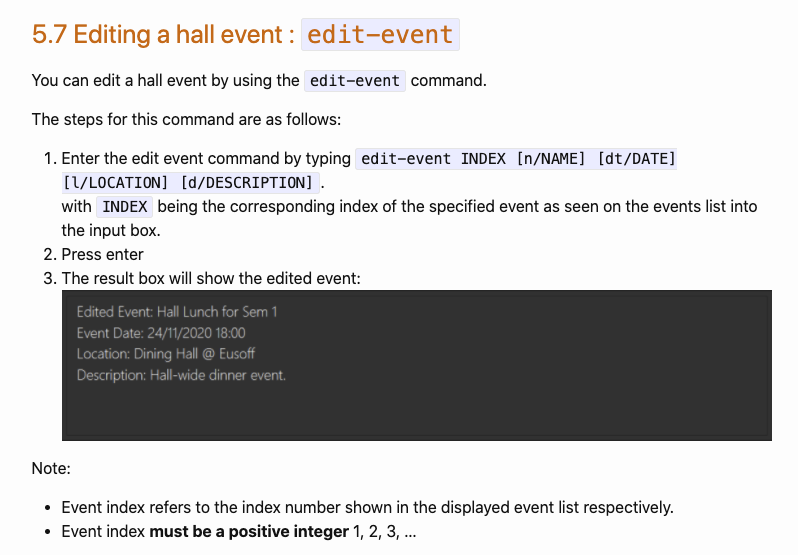 5.7 Editing a hall event : edit-event
You can edit a hall event by using the edit-event command.
The steps for this command are as follows:
1. Enter the edit event command by typing edit-event INDEX [n/NAME] [dt/DATE]
[l/LOCATION] [d/DESCRIPTION] .
with INDEX being the corresponding index of the specified event as seen on the events list into
the input box.
2. Press enter
3. The result box will show the edited event:
Edited Event: Hall Lunch for Sem 1
Event Date: 24/11/2020 18:00
Location: Dining Hall @ Eusoff
Description: Hall-wide dinner event.
Note:
• Event index refers to the index number shown in the displayed event list respectively.
• Event index must be a positive integer 1, 2, 3, ...